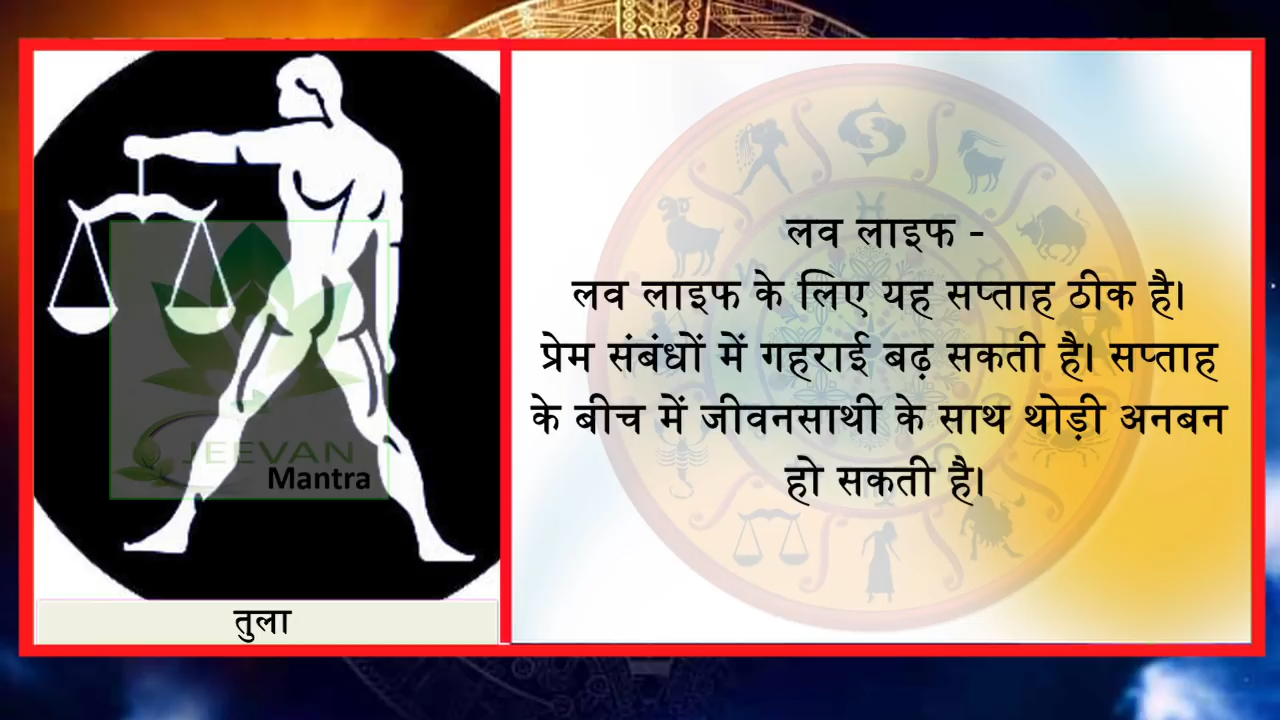 लव लाइफ -
लव लाइफ के लिए यह सप्ताह ठीक है।
प्रेम संबंधों में गहराई बढ़ सकती है। सप्ताह
के बीच में जीवनसाथी के साथ थोड़ी अनबन
हो सकती है।
JEEVAN
Mantra
तुला